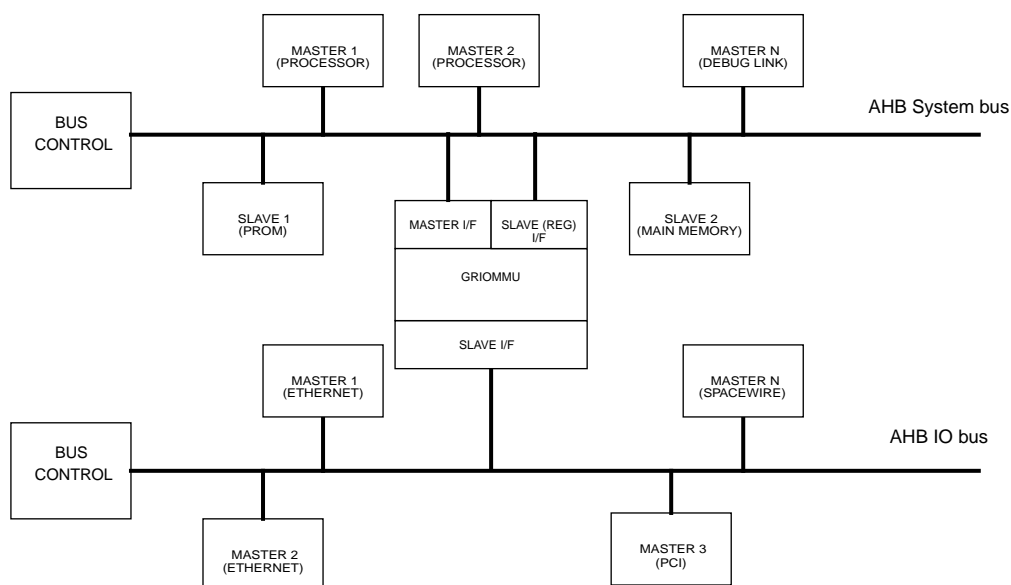 MASTER 1
(PROCESSOR)
MASTER 2
(PROCESSOR)
MASTER N
(DEBUG LINK)
AHB System bus
BUS
CONTROL
SLAVE 1
(PROM)
MASTER I/F
SLAVE (REG)
I/F
SLAVE 2
(MAIN MEMORY)
GRIOMMU
SLAVE I/F
MASTER 1
(ETHERNET)
MASTER N
(SPACEWIRE)
AHB IO bus
BUS
CONTROL
MASTER 2
(ETHERNET)
MASTER 3
(PCI)